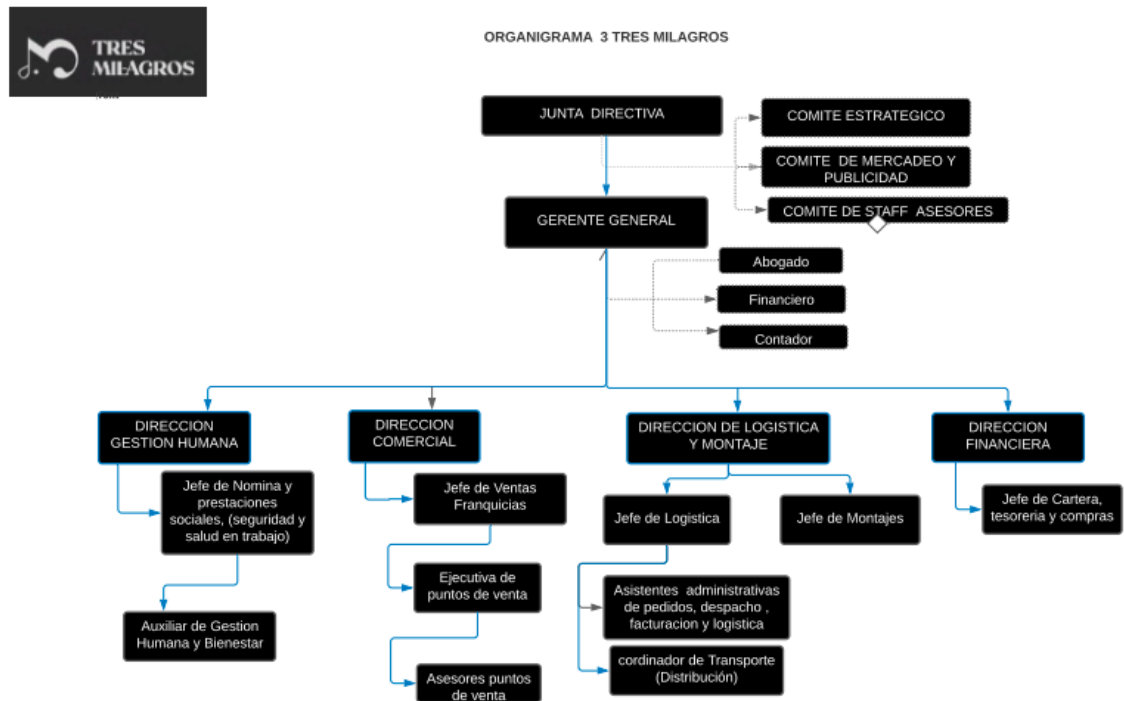 TRES
MILAGROS
ORGANIGRAMA 3 TRES MILAGROS
JUNTA DIRECTIVA
COMITE ESTRATEGICO
COMITE DE MERCADEO Y
PUBLICIDAD
COMITE DE STAFF ASESORES
GERENTE GENERAL
Abogado
Financiero
Contador
DIRECCION
GESTION HUMANA
DIRECCION
COMERCIAL
DIRECCION DE LOGISTICA
Y MONTAJE
DIRECCION
FINANCIERA
Jefe de Nomina y
prestaciones
sociales, (seguridad y
salud en trabajo)
Jefe de Ventas
Franquicias
Jefe de Logistica
Jefe de Montajes
Jefe de Cartera,
tesoreria y compras
Auxiliar de Gestion
Humana y Bienestar
Ejecutiva de
puntos de venta
Asistentes administrativas
de pedidos, despacho ,
facturacion y logistica
Asesores puntos
de venta
cordinador de Transporte
(Distribución)